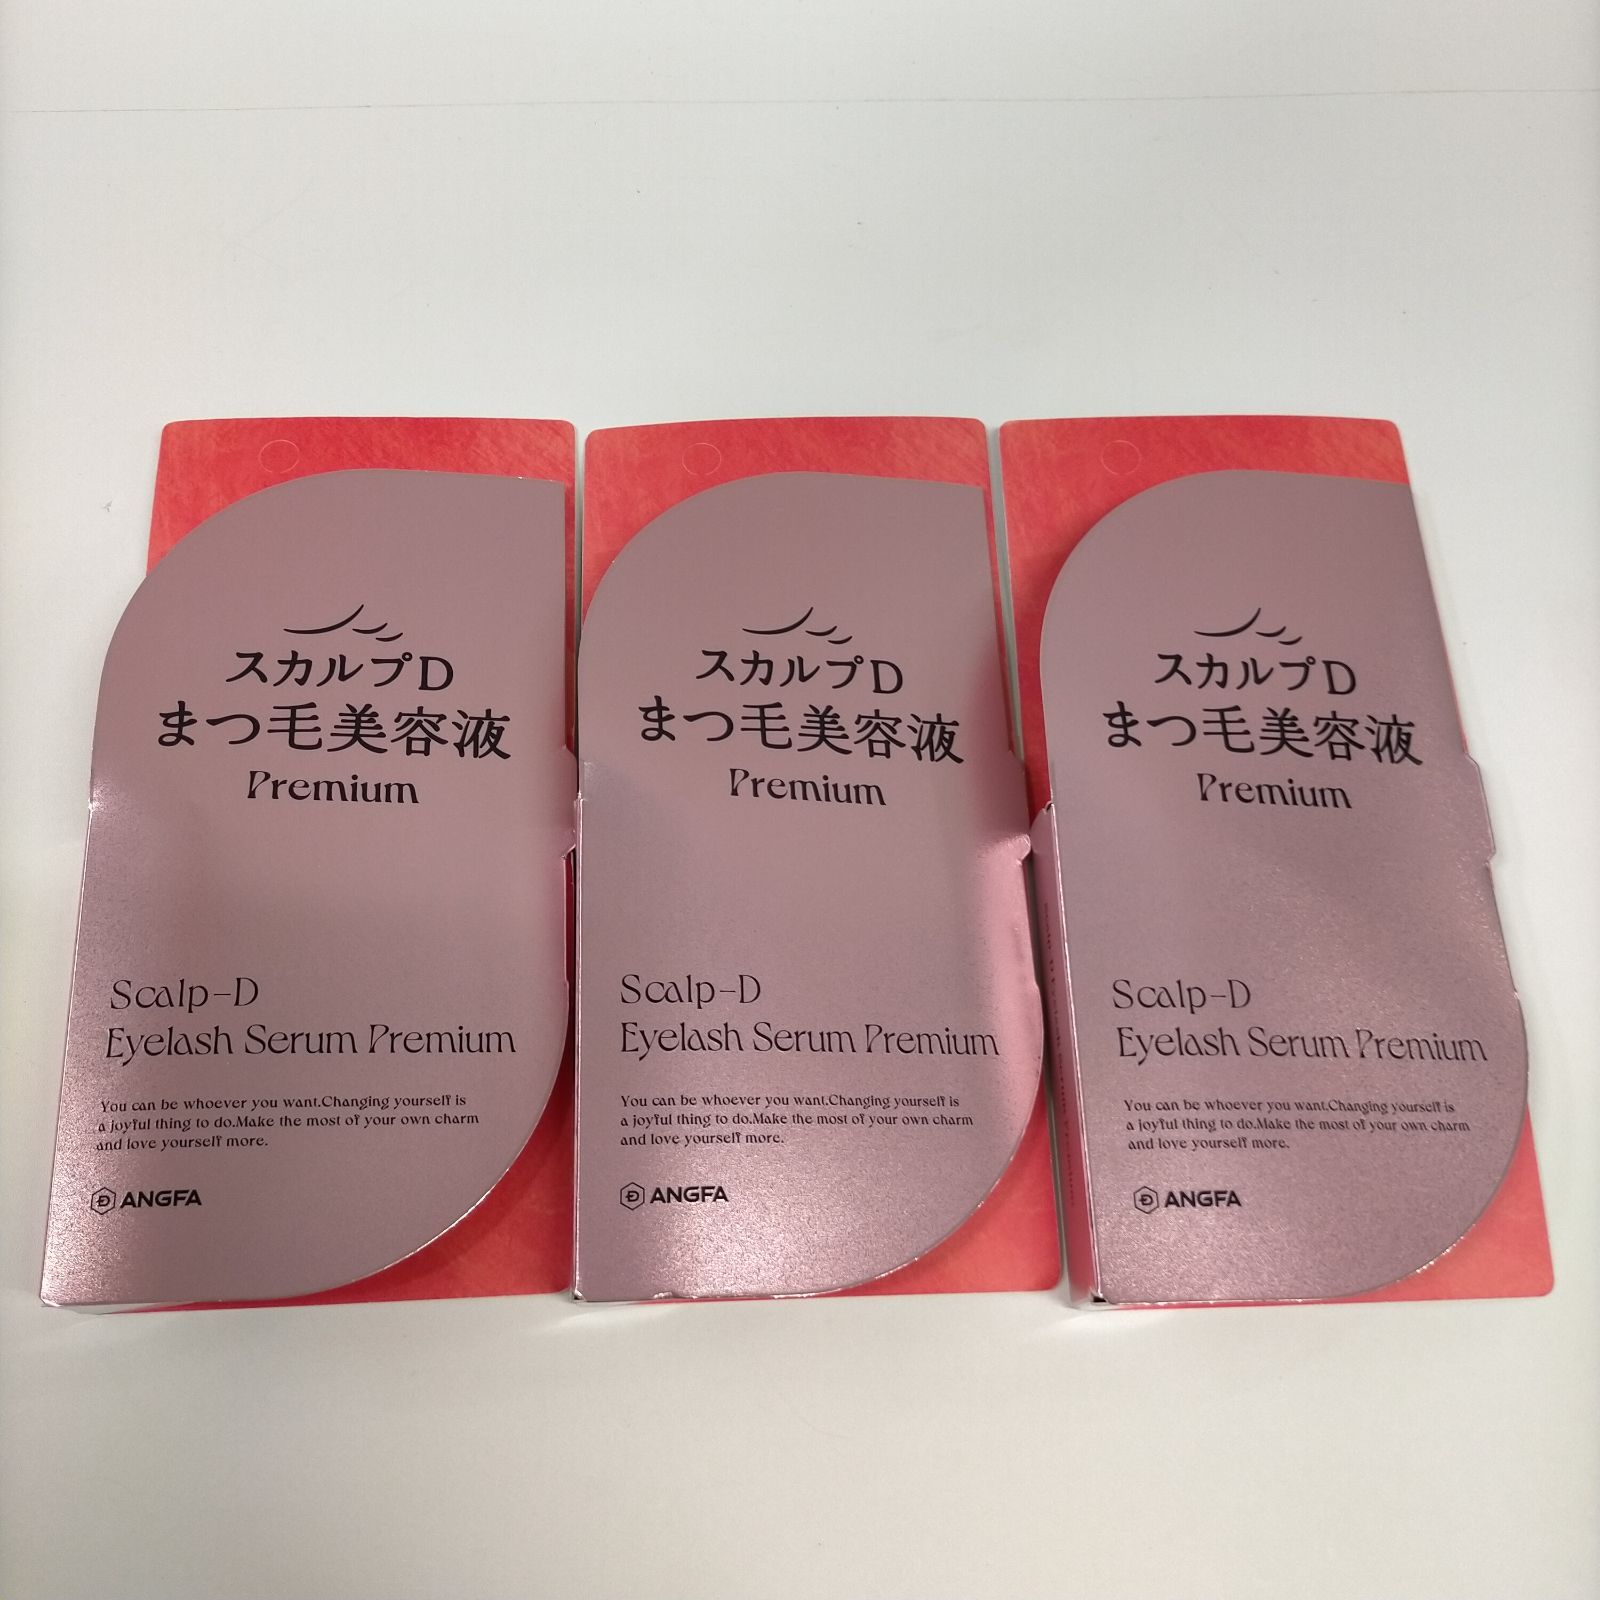 スカルプD
まつ毛美容液
Premium
Scalp-D
Eyelash Serum Premium
You can be whoever you want.Changing yourself is
a joyful thing to do.Make the most of your own charm
and love yourself more.
ANGFA
スカルプD
まつ毛美容液
Premium
Scalp-D
Eyelash Serum Premium
You can be whoever you want.Changing yourself is
a joyful thing to do.Make the most of your own charm
and love yourself more.
ANGFA
スカルプD
まつ毛美容液
Premium
Scalp-D
Eyelash Serum Premium
You can be whoever you want.Changing yourself is
a joyful thing to do.Make the most of your own charm
and love yourself more.
ANGFA
Scalp-D Eyelash Serum Premium